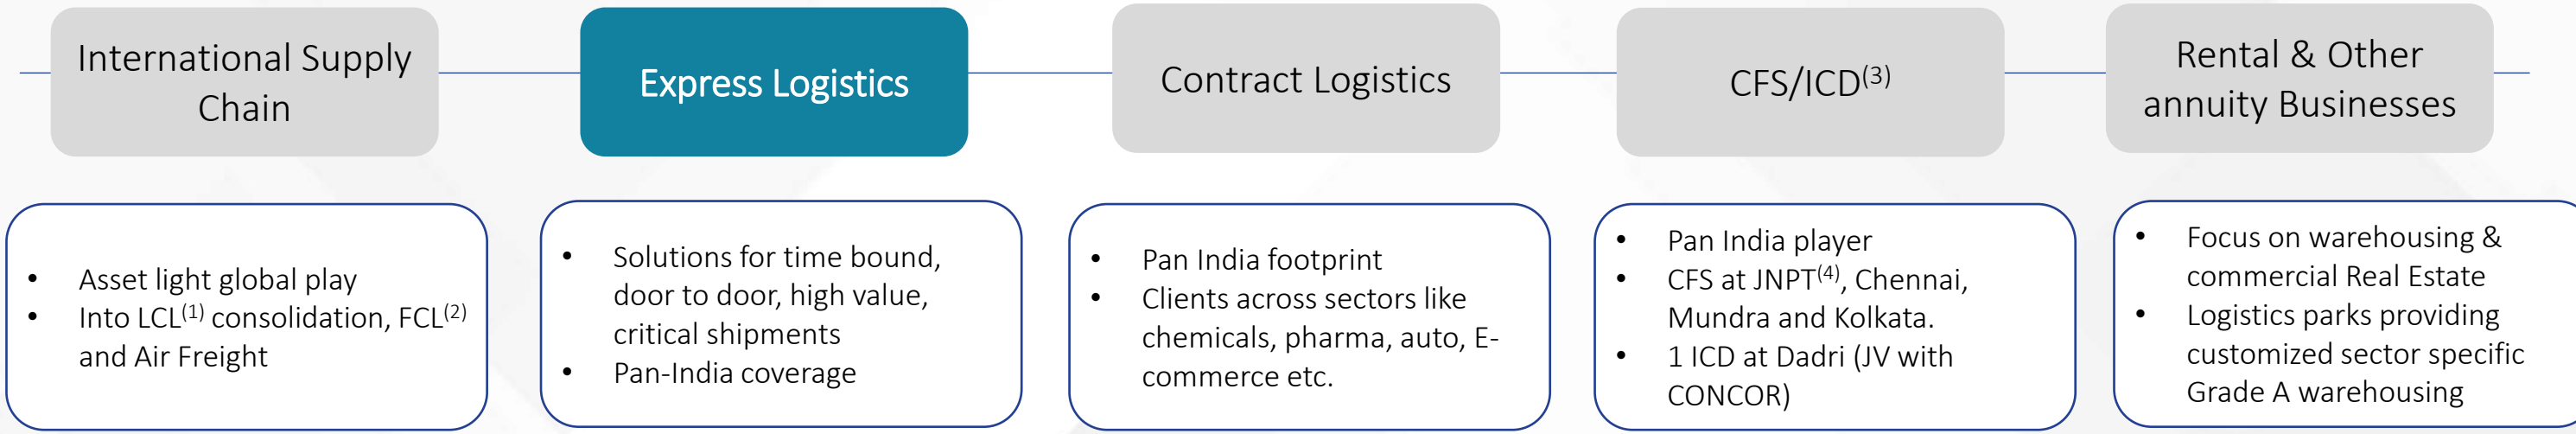 International Supply
Chain
Express Logistics
Contract Logistics
CFS/ICD(3)
Rental & Other
annuity Businesses
• Asset light global play
• Into LCL(1) consolidation, FCL(2)
and Air Freight
• Solutions for time bound,
door to door, high value,
critical shipments
• Pan-India coverage
• Pan India footprint
• Clients across sectors like
chemicals, pharma, auto, E-
commerce etc.
• Pan India player
• CFS at JNPT(4), Chennai,
Mundra and Kolkata.
• 1 ICD at Dadri (JV with
CONCOR)
• Focus on warehousing &
commercial Real Estate
• Logistics parks providing
customized sector specific
Grade A warehousing